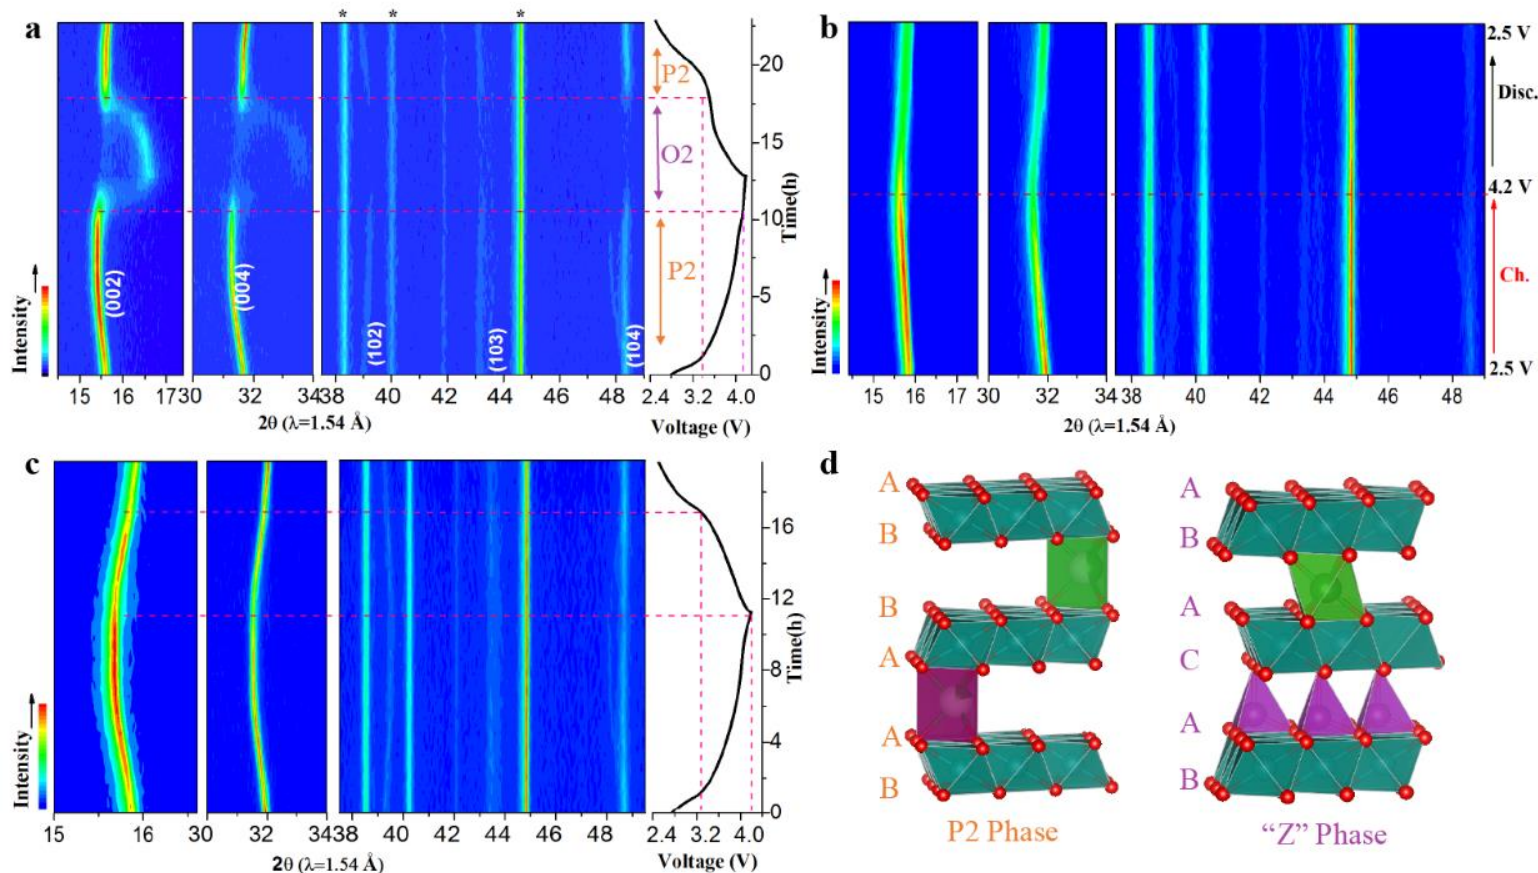 a
* * *
(002)
(004)
(102)
(103)
(104)
P2
O2
P2
Intensity
15 16 17
30 32 34
38 40 42 44 46 48
2.4 3.2 4.0
0
5
10
15
20
Time(h)
2θ (λ=1.54 Å)
Voltage (V)
b
2.5 V
Disc.
4.2 V
Ch.
2.5 V
Intensity
15 16 17
30 32 34
38 40 42 44 46 48
2θ (λ=1.54 Å)
c
Intensity
15 16
30 32 34
38 40 42 44 46 48
2.4 3.2 4.0
0
4
8
12
16
Time(h)
2θ (λ=1.54 Å)
Voltage (V)
d
A
B
B
A
A
B
P2 Phase
A
B
A
C
A
B
“Z” Phase